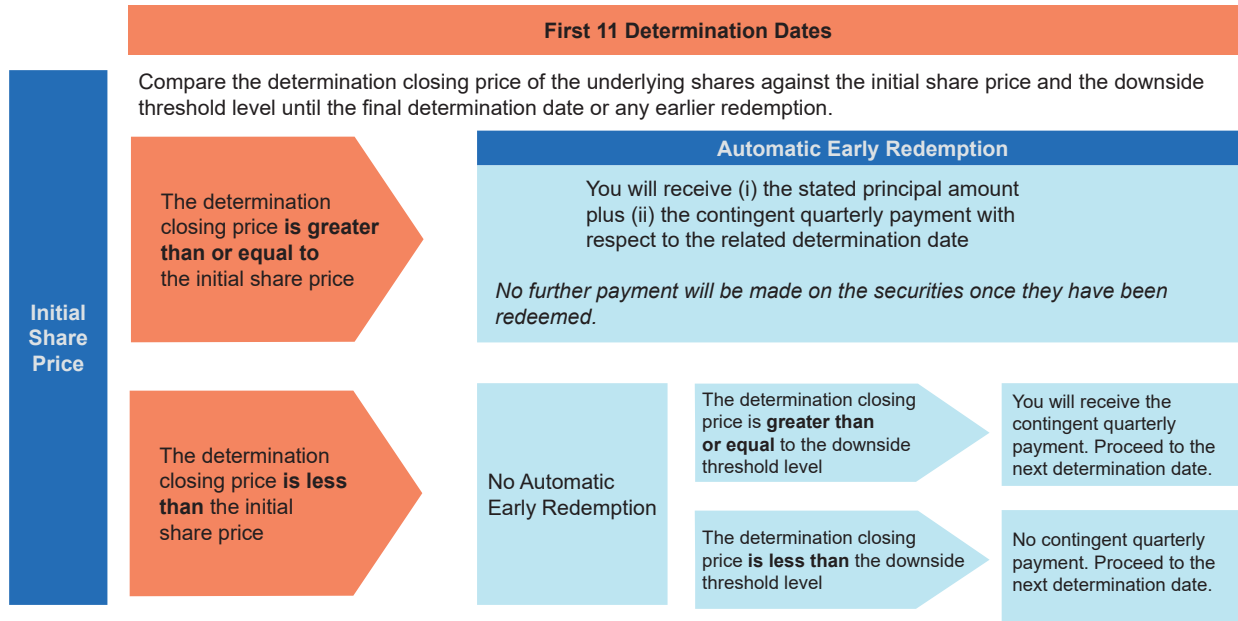 First 11 Determination Dates
Compare the determination closing price of the underlying shares against the initial share price and the downside
threshold level until the final determination date or any earlier redemption.
Initial
Share
Price
The determination
closing price is greater
than or equal to
the initial share price
Automatic Early Redemption
You will receive (i) the stated principal amount
plus (ii) the contingent quarterly payment with
respect to the related determination date
No further payment will be made on the securities once they have been
redeemed.
The determination
closing price is less
than the initial
share price
No Automatic
Early Redemption
The determination closing
price is greater than
or equal to the downside
threshold level
You will receive the
contingent quarterly
payment. Proceed to the
next determination date.
The determination closing
price is less than the downside
threshold level
No contingent quarterly
payment. Proceed to the
next determination date.